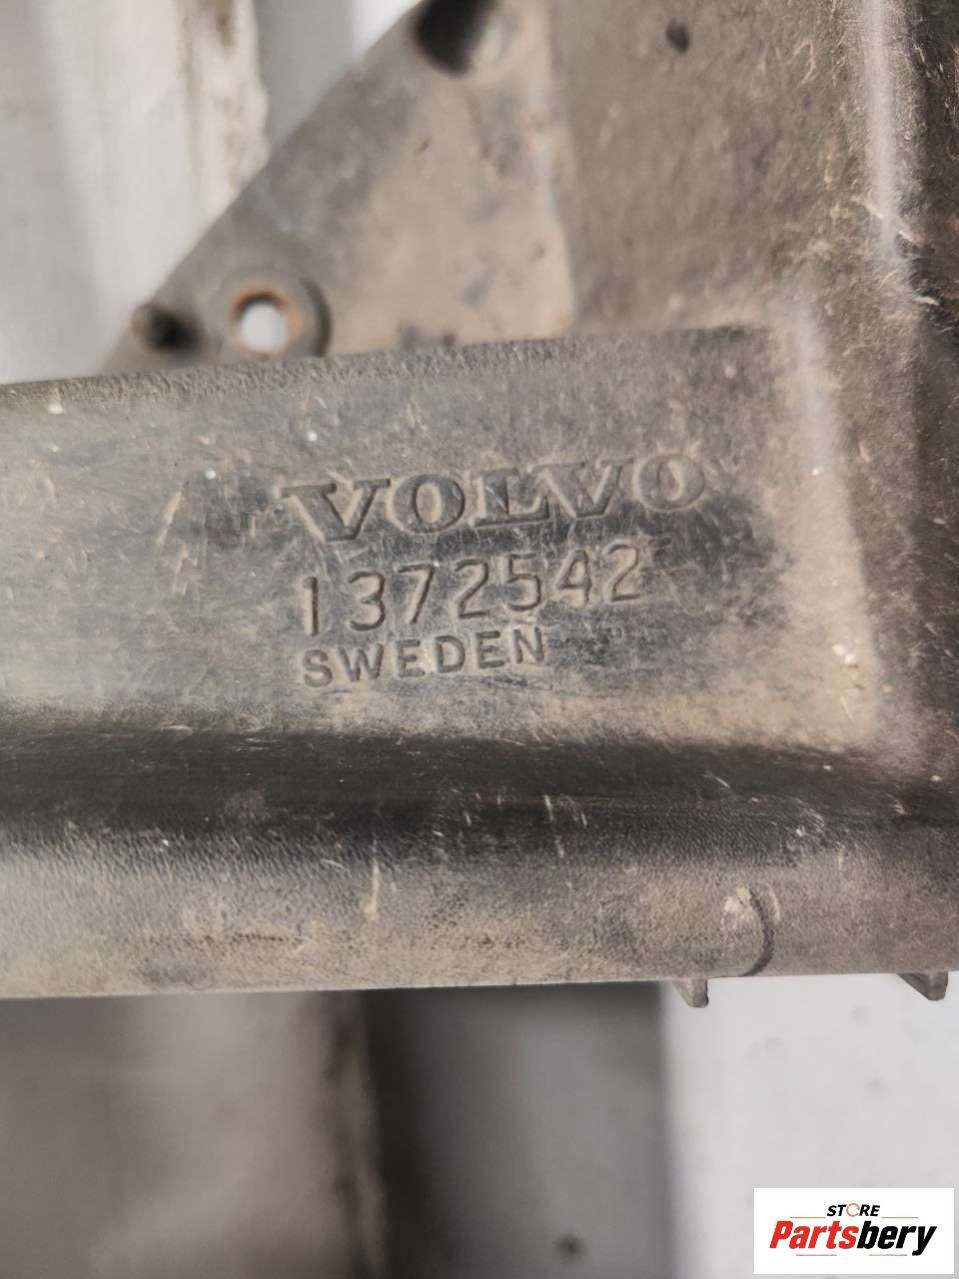 VOLVO
1372542
SWEDEN
STORE
Partsbery